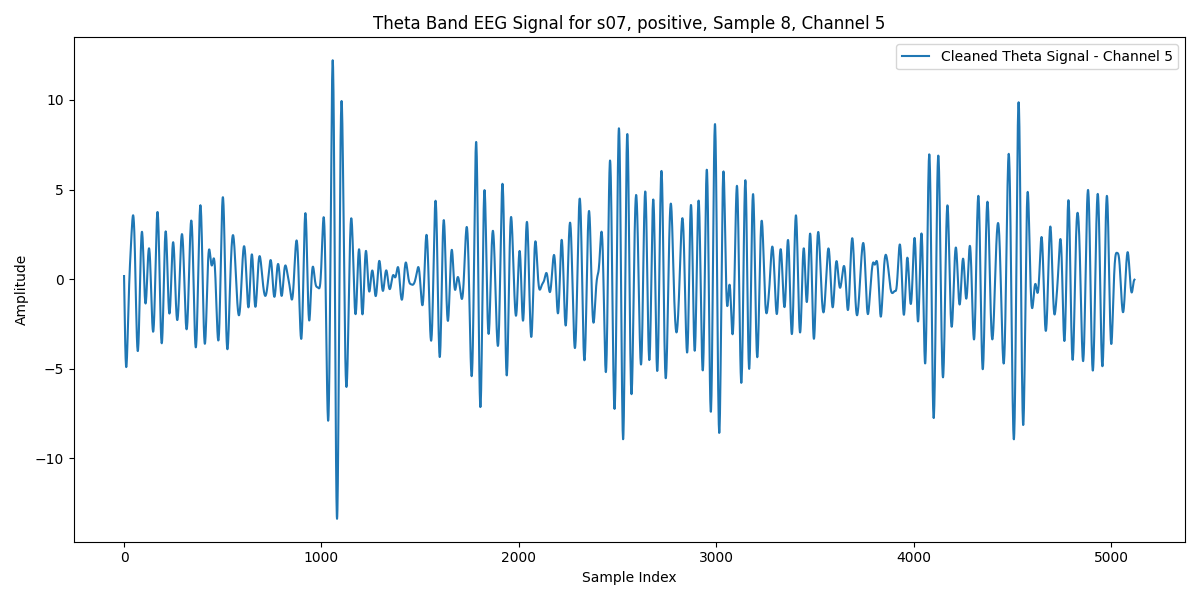 Theta Band EEG Signal for s07, positive, Sample 8, Channel 5
Cleaned Theta Signal - Channel 5
Amplitude
10
5
0
−5
−10
0 1000 2000 3000 4000 5000
Sample Index